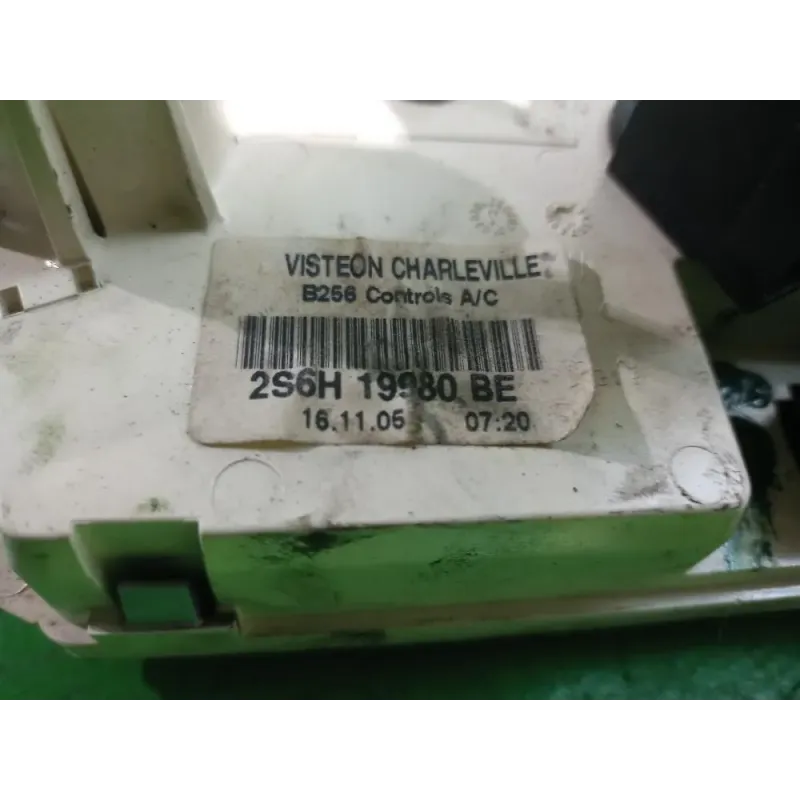 VISTEON CHARLEVILLE
B256 Controls A/C
2S6H 19980 BE
16.11.05 07:20